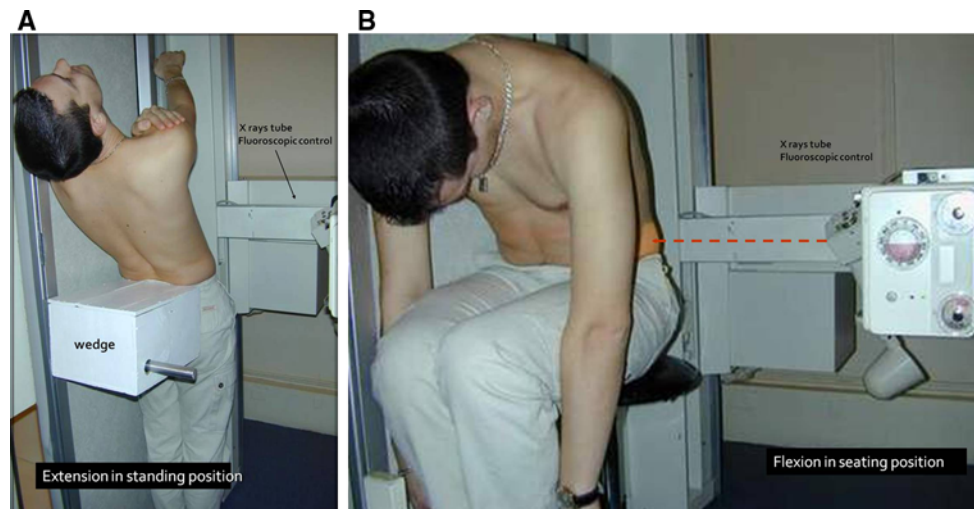 A
X rays tube
Fluoroscopic control
wedge
Extension in standing position
B
X rays tube
Fluoroscopic control
Flexion in seating position